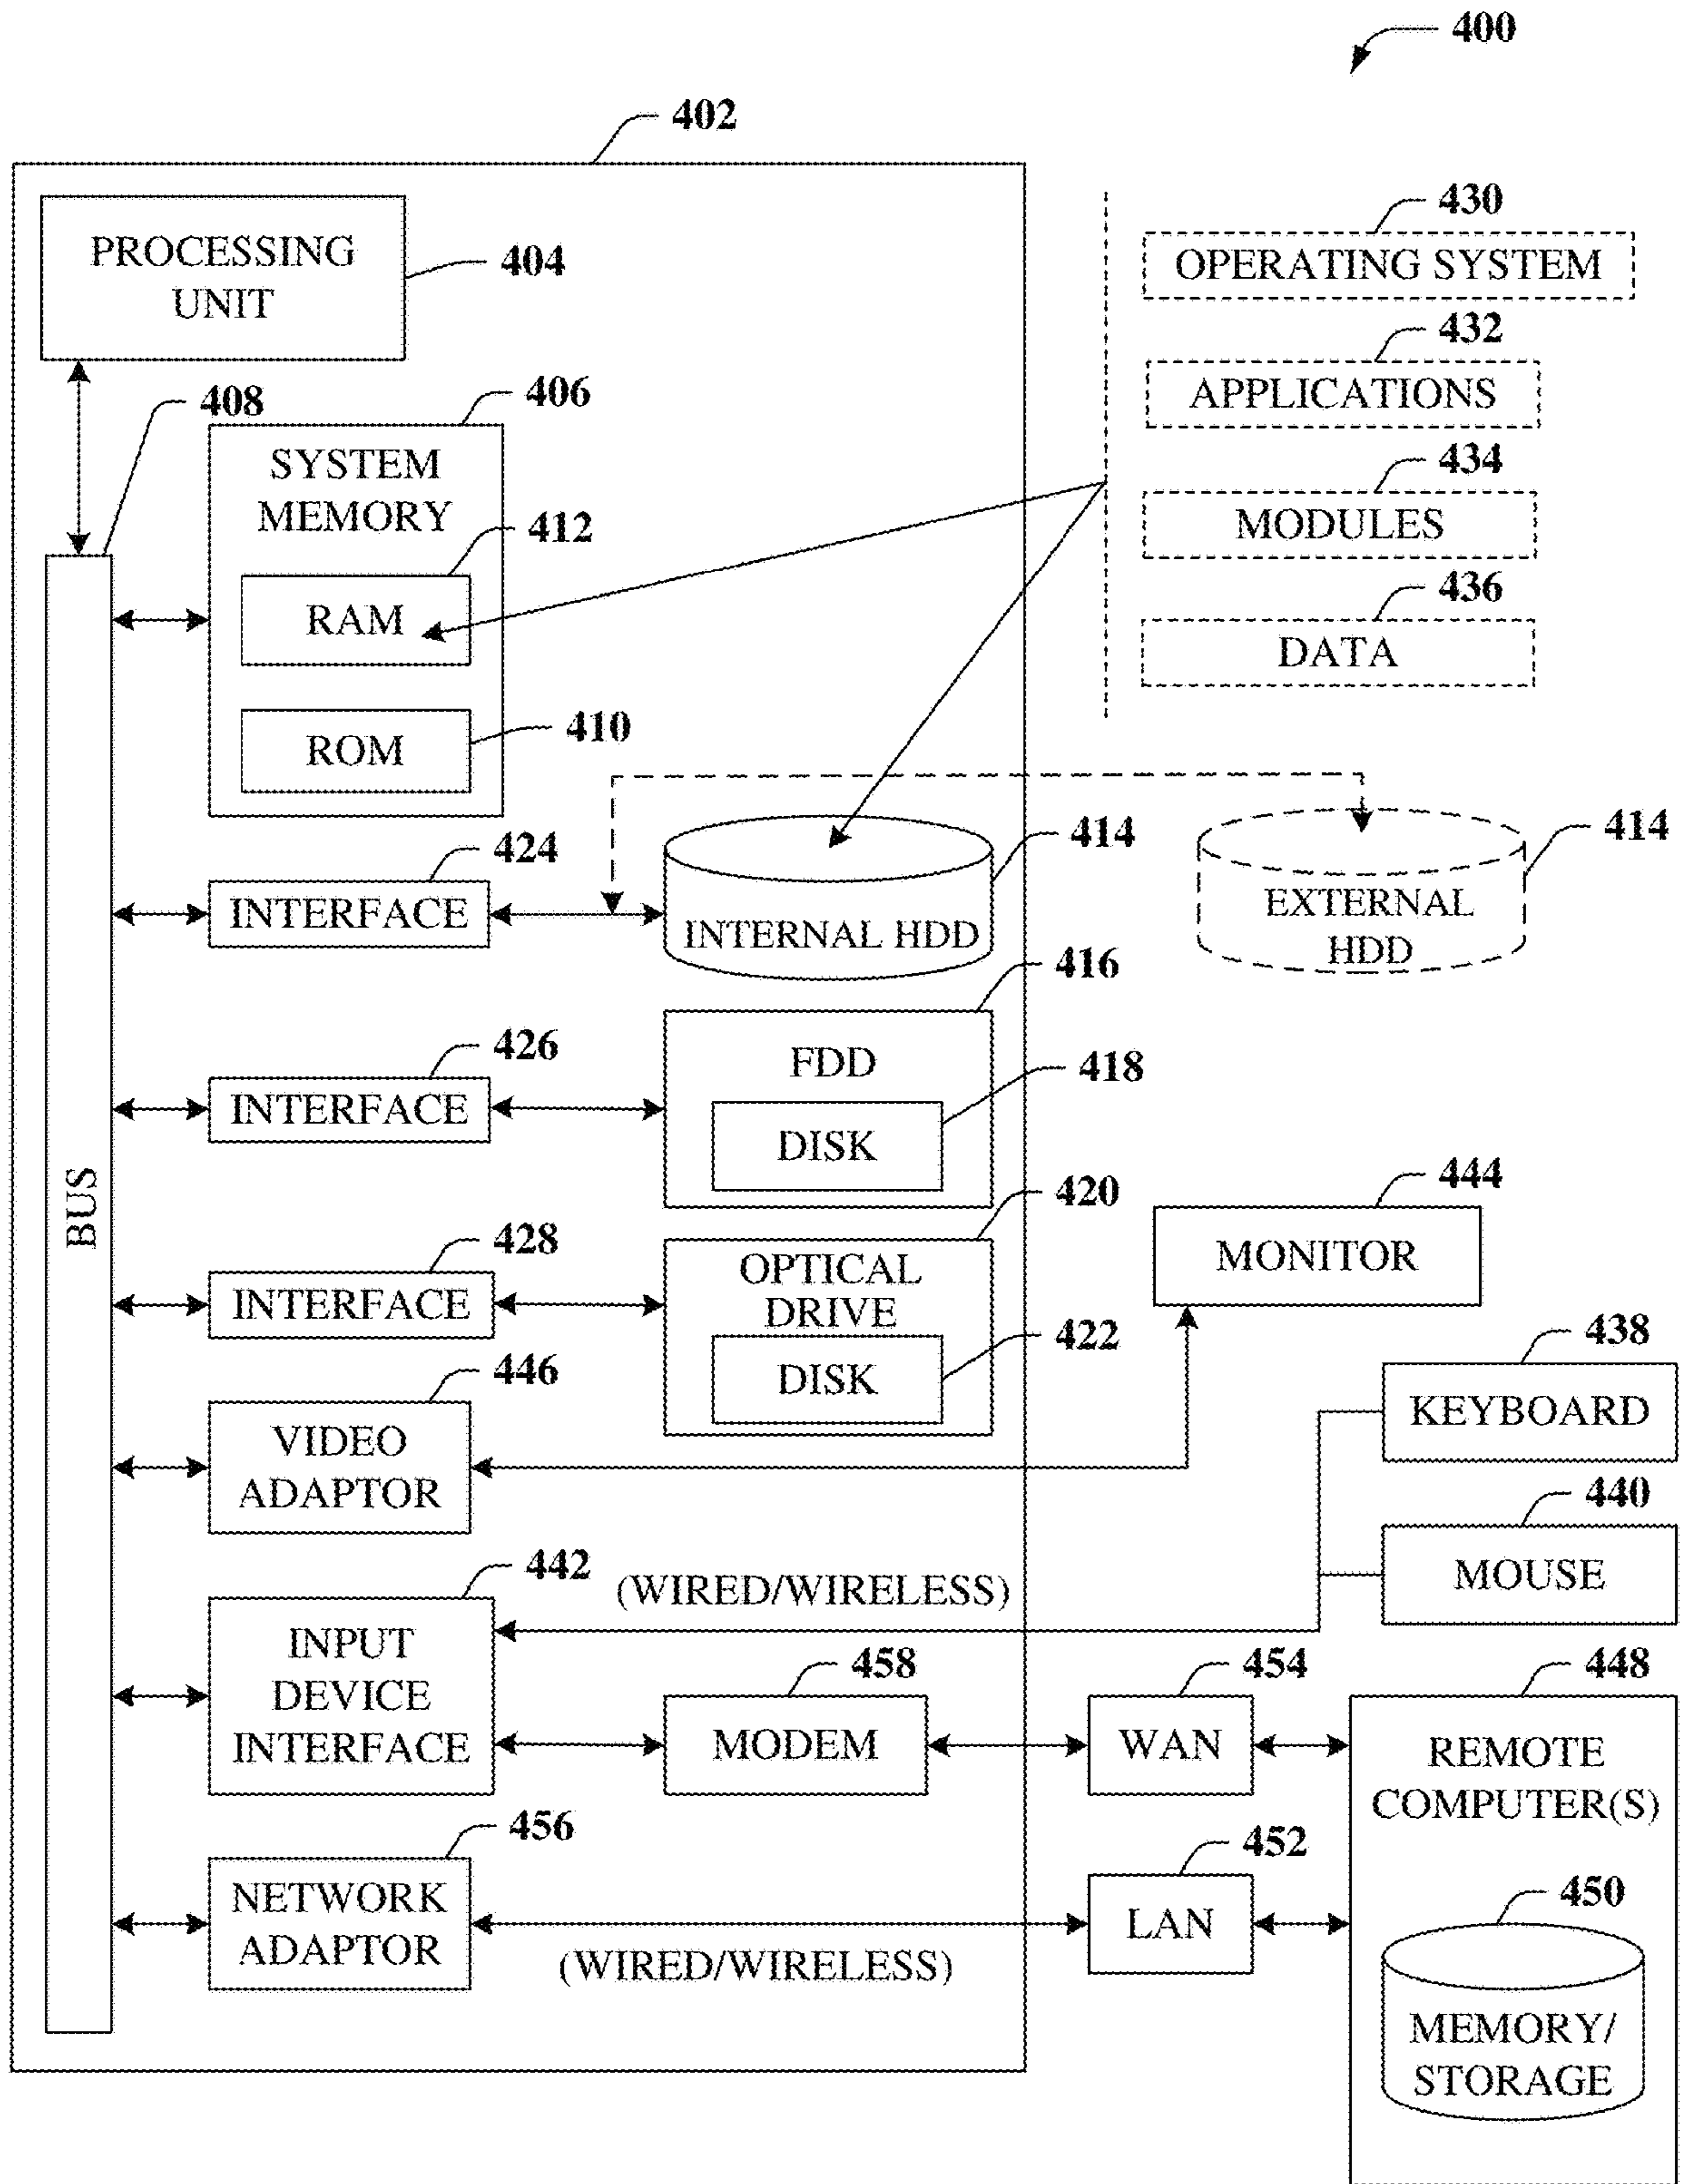 400
402
PROCESSING
UNIT
404
430
OPERATING SYSTEM
432
APPLICATIONS
434
MODULES
436
DATA
408
406
SYSTEM
MEMORY
412
RAM
410
ROM
BUS
424
INTERFACE
414
INTERNAL HDD
414
EXTERNAL
HDD
426
INTERFACE
416
FDD
418
DISK
428
INTERFACE
420
OPTICAL
DRIVE
422
DISK
444
MONITOR
446
VIDEO
ADAPTOR
438
KEYBOARD
440
MOUSE
442
INPUT
DEVICE
INTERFACE
(WIRED/WIRELESS)
458
MODEM
454
WAN
448
REMOTE
COMPUTER(S)
456
NETWORK
ADAPTOR
(WIRED/WIRELESS)
452
LAN
450
MEMORY/
STORAGE